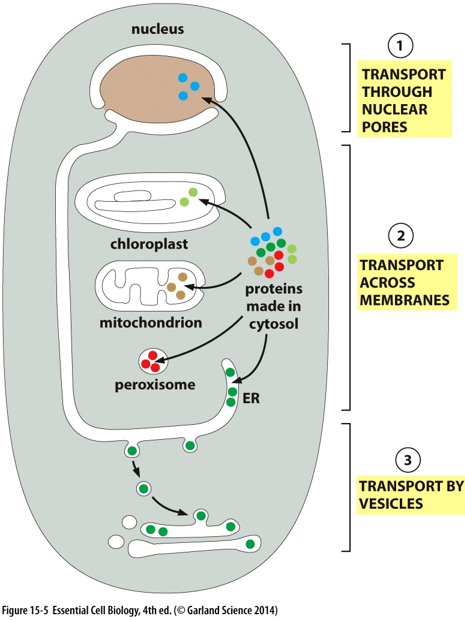 nucleus
1
TRANSPORT
THROUGH
NUCLEAR
PORES
chloroplast
mitochondrion
peroxisome
proteins
made in
cytosol
ER
2
TRANSPORT
ACROSS
MEMBRANES
3
TRANSPORT BY
VESICLES
Figure 15-5 Essential Cell Biology, 4th ed. (© Garland Science 2014)